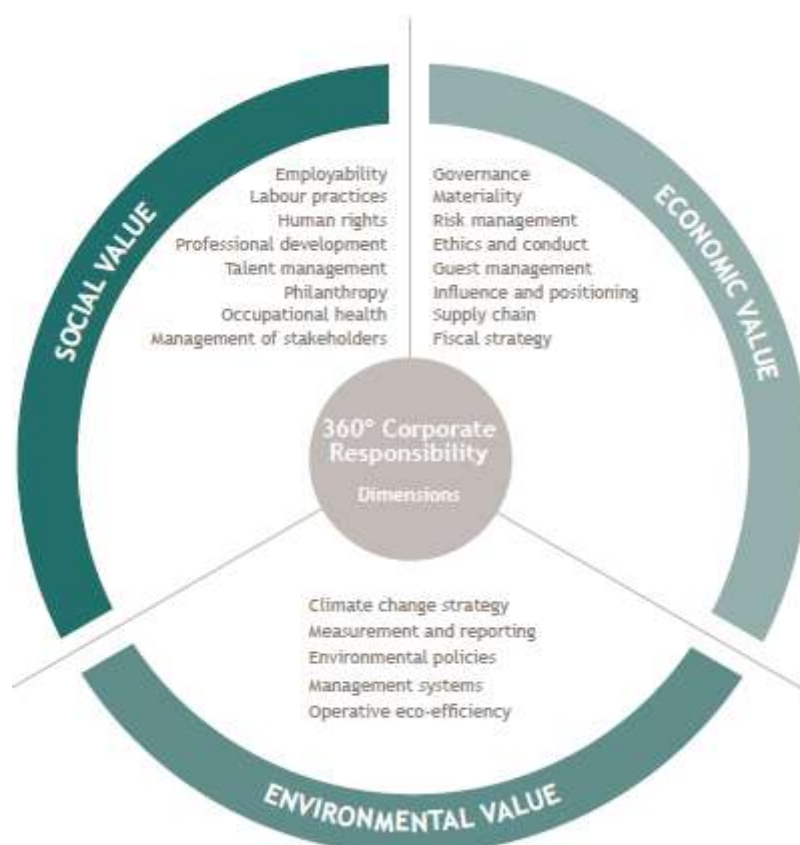 SOCIAL VALUE
Employability
Labour practices
Human rights
Professional development
Talent management
Philanthropy
Occupational health
Management of stakeholders
ECONOMIC VALUE
Governance
Materiality
Risk management
Ethics and conduct
Guest management
Influence and positioning
Supply chain
Fiscal strategy
360° Corporate
Responsibility
Dimensions
Climate change strategy
Measurement and reporting
Environmental policies
Management systems
Operative eco-efficiency
ENVIRONMENTAL VALUE